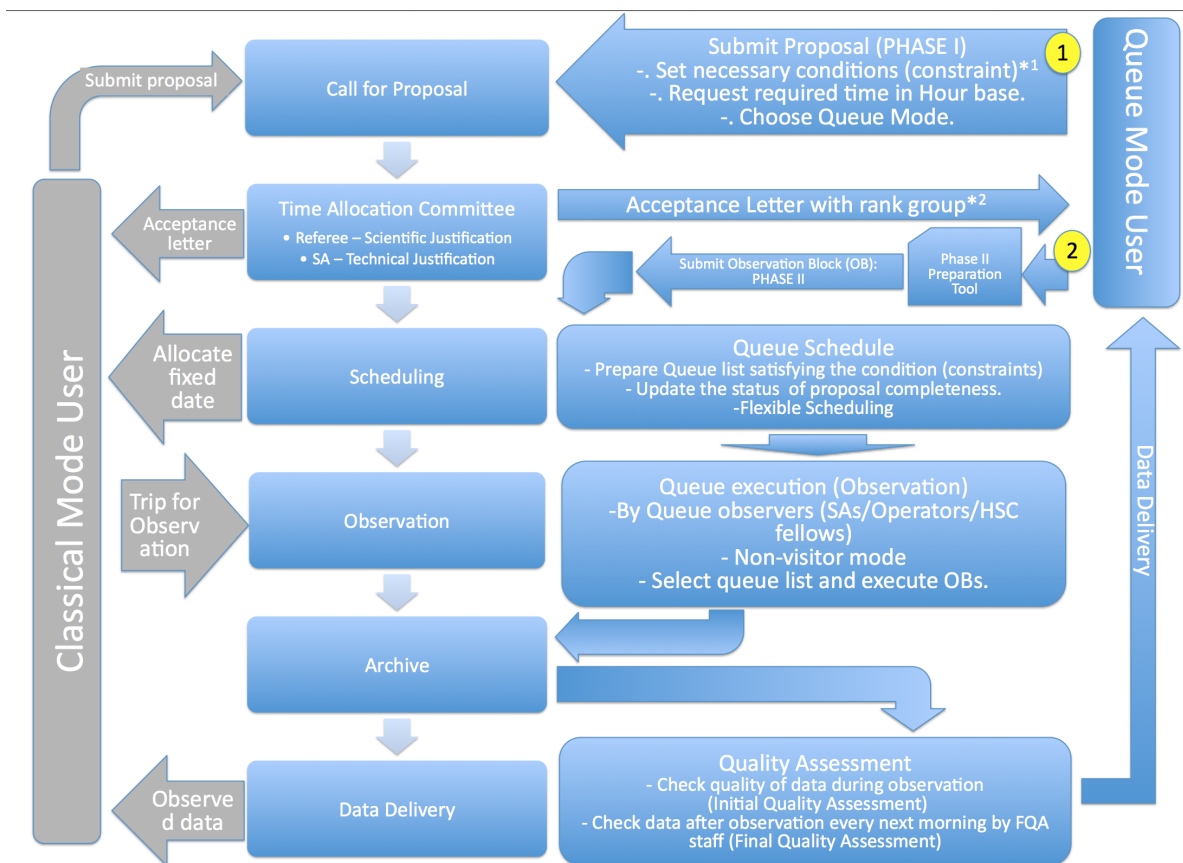 Submit proposal
Call for Proposal
Submit Proposal (PHASE I)
-. Set necessary conditions (constraint)*1
-. Request required time in Hour base.
-. Choose Queue Mode.
1
Queue Mode User
Classical Mode User
Acceptance
letter
Time Allocation Committee
• Referee – Scientific Justification
• SA – Technical Justification
Acceptance Letter with rank group*2
Submit Observation Block (OB):
PHASE II
Phase II
Preparation
Tool
2
Allocate
fixed
date
Scheduling
Queue Schedule
- Prepare Queue list satisfying the condition (constraints)
- Update the status of proposal completeness.
-Flexible Scheduling
Trip for
Observ
ation
Observation
Queue execution (Observation)
-By Queue observers (SAs/Operators/HSC
fellows)
- Non-visitor mode
- Select queue list and execute OBs.
Data Delivery
Archive
Observe
d data
Data Delivery
Quality Assessment
- Check quality of data during observation
(Initial Quality Assessment)
- Check data after observation every next morning by FQA
staff (Final Quality Assessment)